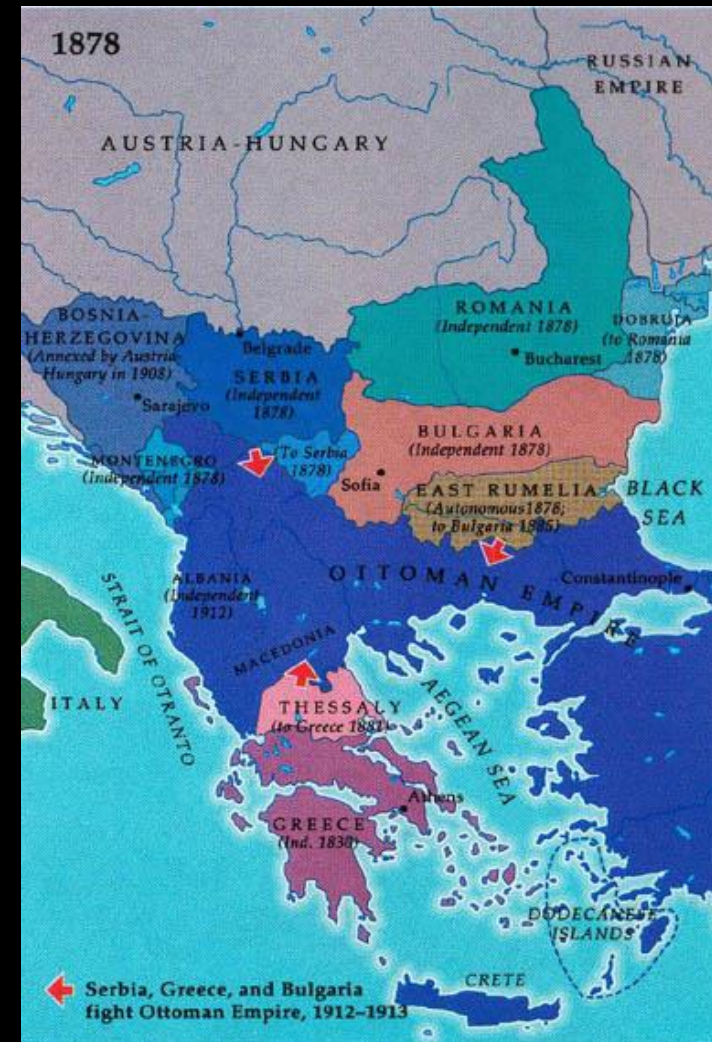 1878
RUSSIAN
EMPIRE
AUSTRIA-HUNGARY
BOSNIA-
HERZEGOVINA
(Annexed by Austria-
Hungary in 1908)
Sarajevo
Belgrade
SERBIA
(Independent
1878)
ROMANIA
(Independent 1878)
Bucharest
DOBRUJA
(to Romania
1878)
MONTENEGRO
(Independent 1878)
(To Serbia
1878)
BULGARIA
(Independent 1878)
Sofia
EAST RUMELIA
(Autonomous 1878;
to Bulgaria 1885)
BLACK
SEA
ALBANIA
(Independent
1912)
OTTOMAN EMPIRE
Constantinople
MACEDONIA
STRAIT OF OTRANTO
ITALY
THESSALY
(to Greece 1881)
AEGEAN SEA
Athens
GREECE
(Ind. 1830)
DODECANESE
ISLANDS
CRETE
Serbia, Greece, and Bulgaria
fight Ottoman Empire, 1912–1913